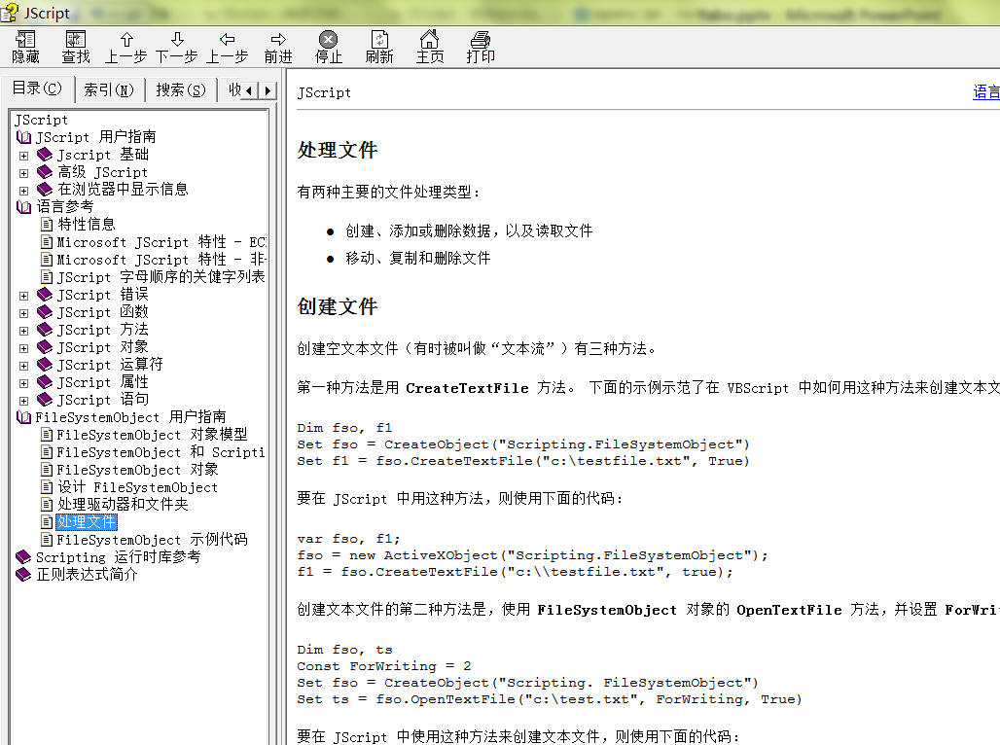 JScript
Microsoft PowerPoint
隐藏 查找 上一步 下一步 上一步 前进 停止 刷新 主页 打印
目录(C) 索引(N) 搜索(S) 收
JScript
JScript 用户指南
Jscript 基础
高级 JScript
在浏览器中显示信息
语言参考
特性信息
Microsoft JScript 特性 - EC
Microsoft JScript 特性 - 非
JScript 字母顺序的关键字列表
JScript 错误
JScript 函数
JScript 方法
JScript 对象
JScript 运算符
JScript 属性
JScript 语句
FileSystemObject 用户指南
FileSystemObject 对象模型
FileSystemObject 和 Scripti
FileSystemObject 对象
设计 FileSystemObject
处理驱动器和文件夹
处理文件
FileSystemObject 示例代码
Scripting 运行时库参考
正则表达式简介
JScript 语言
处理文件
有两种主要的文件处理类型：
● 创建、添加或删除数据，以及读取文件
● 移动、复制和删除文件
创建文件
创建空文本文件（有时被叫做“文本流”）有三种方法。
第一种方法是用 CreateTextFile 方法。 下面的示例示范了在 VBScript 中如何用这种方法来创建文本文
Dim fso, f1
Set fso = CreateObject("Scripting.FileSystemObject")
Set f1 = fso.CreateTextFile("c:\testfile.txt", True)
要在 JScript 中用这种方法，则使用下面的代码：
var fso, f1;
fso = new ActiveXObject("Scripting.FileSystemObject");
f1 = fso.CreateTextFile("c:\\testfile.txt", true);
创建文本文件的第二种方法是，使用 FileSystemObject 对象的 OpenTextFile 方法，并设置 ForWri
Dim fso, ts
Const ForWriting = 2
Set fso = CreateObject("Scripting. FileSystemObject")
Set ts = fso.OpenTextFile("c:\test.txt", ForWriting, True)
要在 JScript 中使用这种方法来创建文本文件，则使用下面的代码：